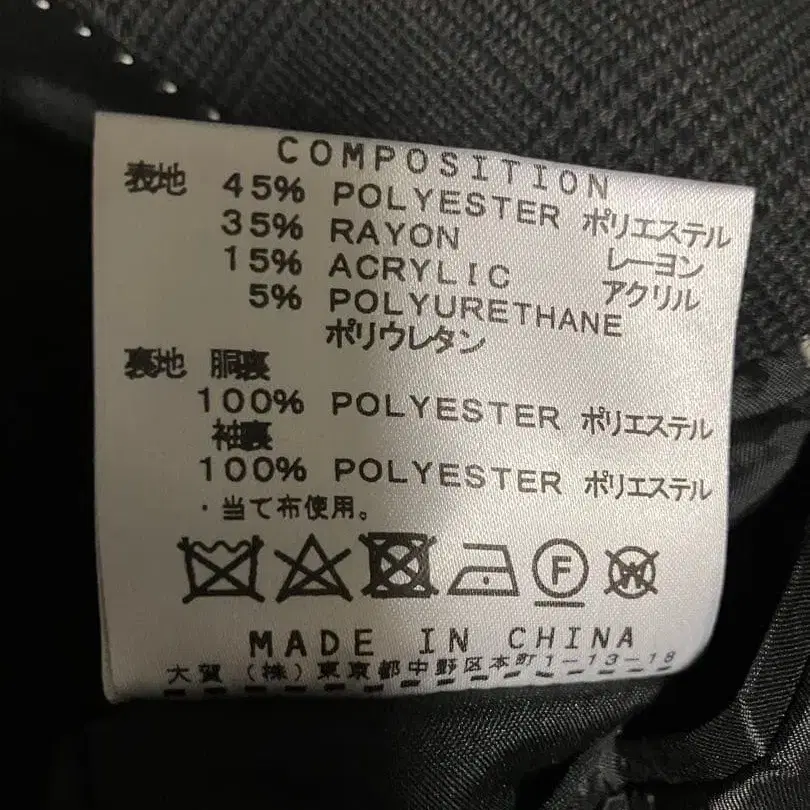 COMPOSITION
表地 45% POLYESTER ポリエステル
35% RAYON レーヨン
15% ACRYLIC アクリル
5% POLYURETHANE
ポリウレタン
裏地 胴裏
100% POLYESTER ポリエステル
袖裏
100% POLYESTER ポリエステル
・当て布使用。
F W
MADE IN CHINA
大賀（株）東京都中野区本町1-13-18